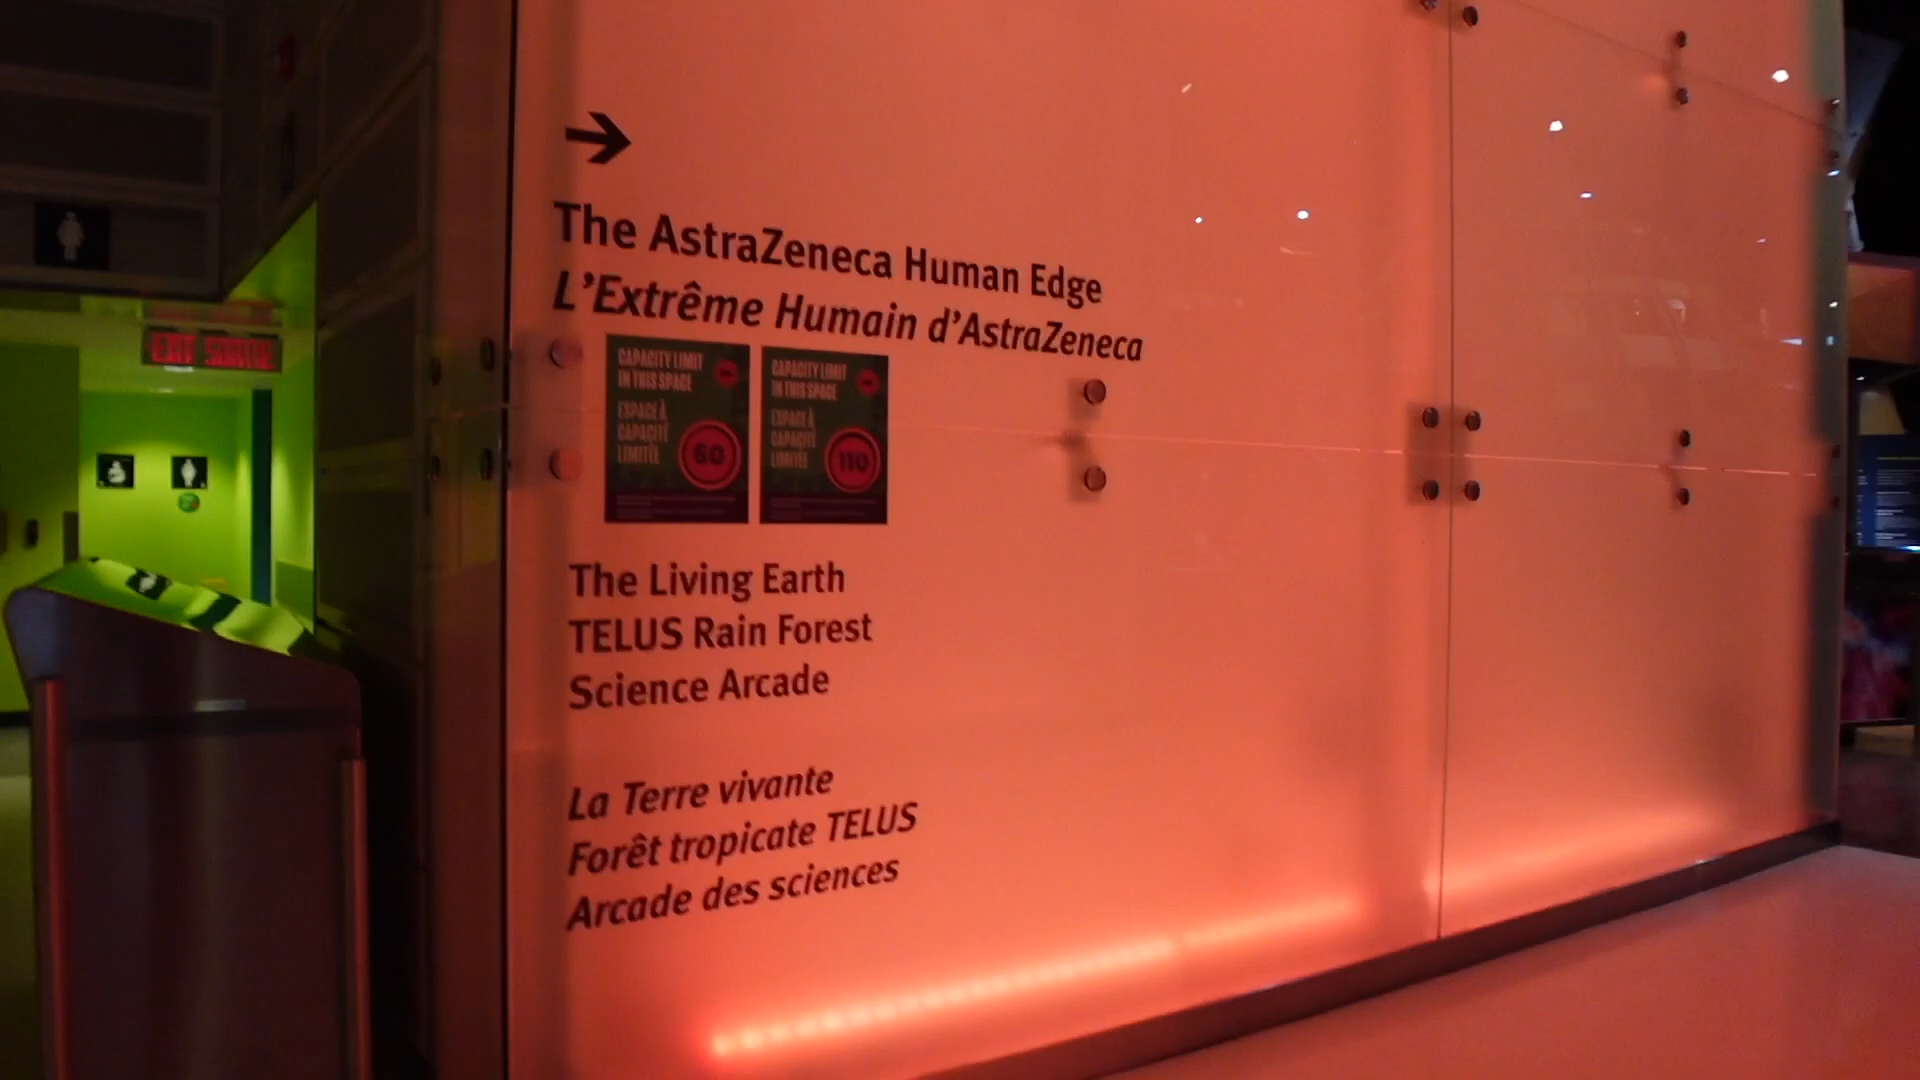 The AstraZeneca Human Edge
L'Extrême Humain d'AstraZeneca
CAPACITY LIMIT
IN THIS SPACE
ESPACE À
CAPACITÉ
LIMITÉE
60
CAPACITY LIMIT
IN THIS SPACE
ESPACE À
CAPACITÉ
LIMITÉE
110
The Living Earth
TELUS Rain Forest
Science Arcade
La Terre vivante
Forêt tropicate TELUS
Arcade des sciences
EXIT SORTIE